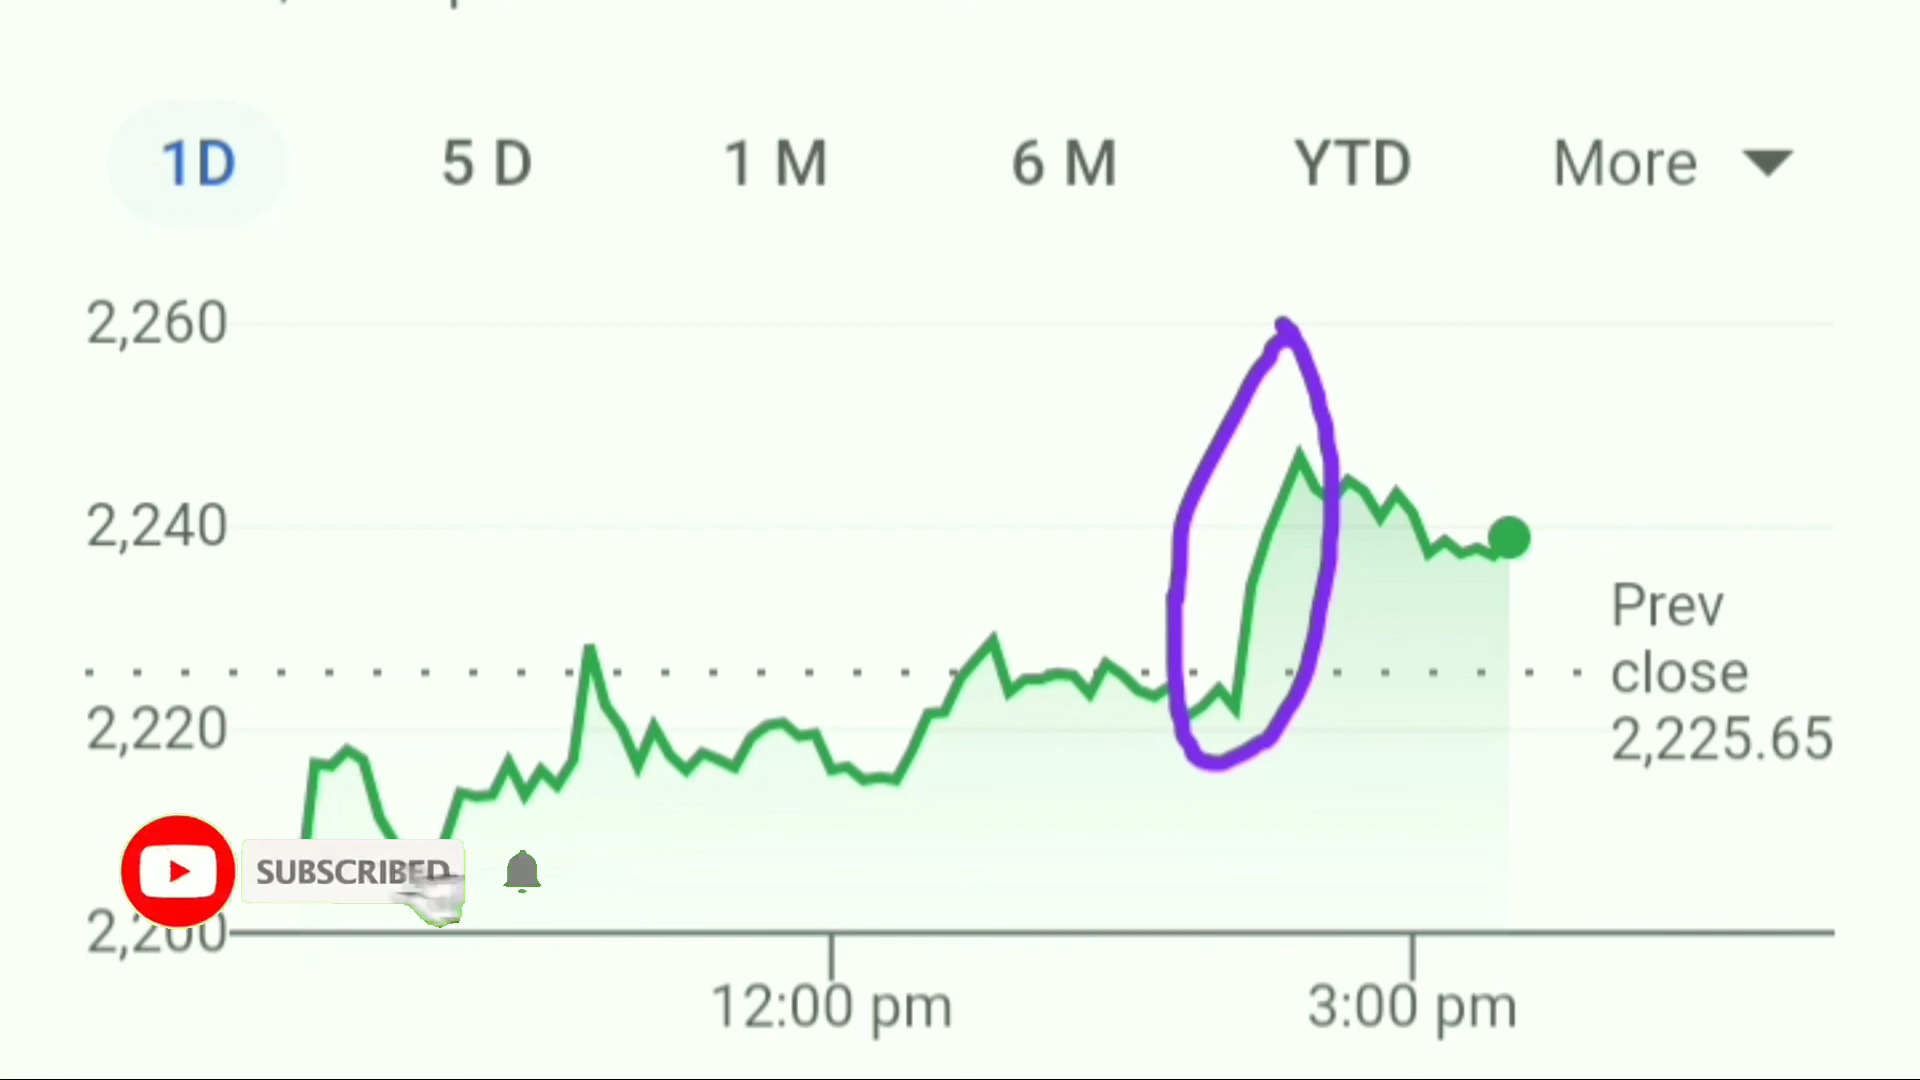 1D 5 D 1 M 6 M YTD More
2,260
2,240
Prev
close
2,220
2,225.65
SUBSCRIBED
2,200
12:00 pm 3:00 pm